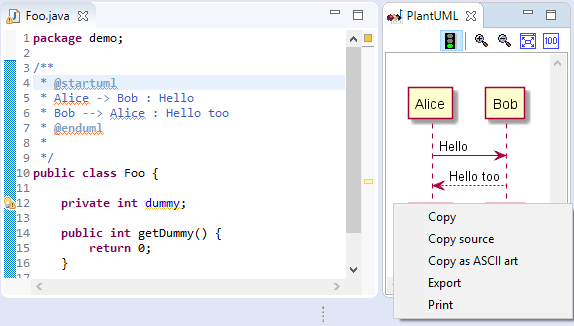 Foo.java
1 package demo;
2
3 /**
4 * @startuml
5 * Alice -> Bob : Hello
6 * Bob --> Alice : Hello too
7 * @enduml
8 *
9 */
10 public class Foo {
11
12 private int dummy;
13
14 public int getDummy() {
15 return 0;
16 }
PlantUML
100
Alice Bob
Hello
Hello too
Copy
Copy source
Copy as ASCII art
Export
Print